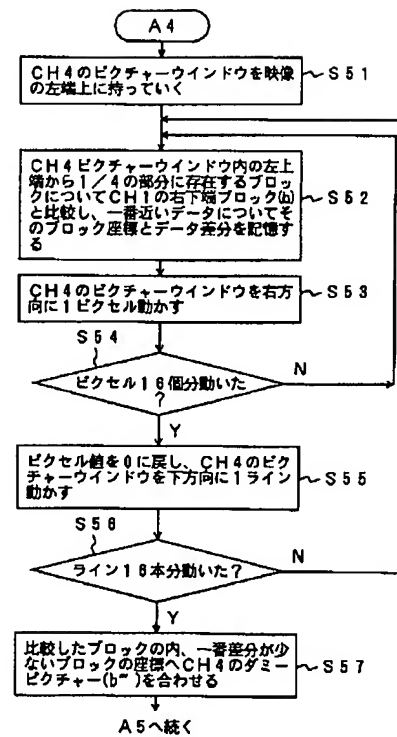 A4
CH4のピクチャーウインドウを映像
の左端上に持っていく
S51
CH4ピクチャーウインドウ内の左上
端から1/4の部分に存在するブロッ
クについてCH1の右下端ブロック(b)
と比較し、一番近いデータについてそ
のブロック座標とデータ差分を記憶す
る
S52
CH4のピクチャーウインドウを右方
向に1ピクセル動かす
S53
S54
ピクセル16個分動いた
?
N
Y
ピクセル値を0に戻し、CH4のピク
チャーウインドウを下方向に1ライン
動かす
S55
S56
ライン16本分動いた?
N
Y
比較したブロックの内、一番差分が少
ないブロックの座標へCH4のダミー
ピクチャー(b~)を合わせる
S57
A5へ続く